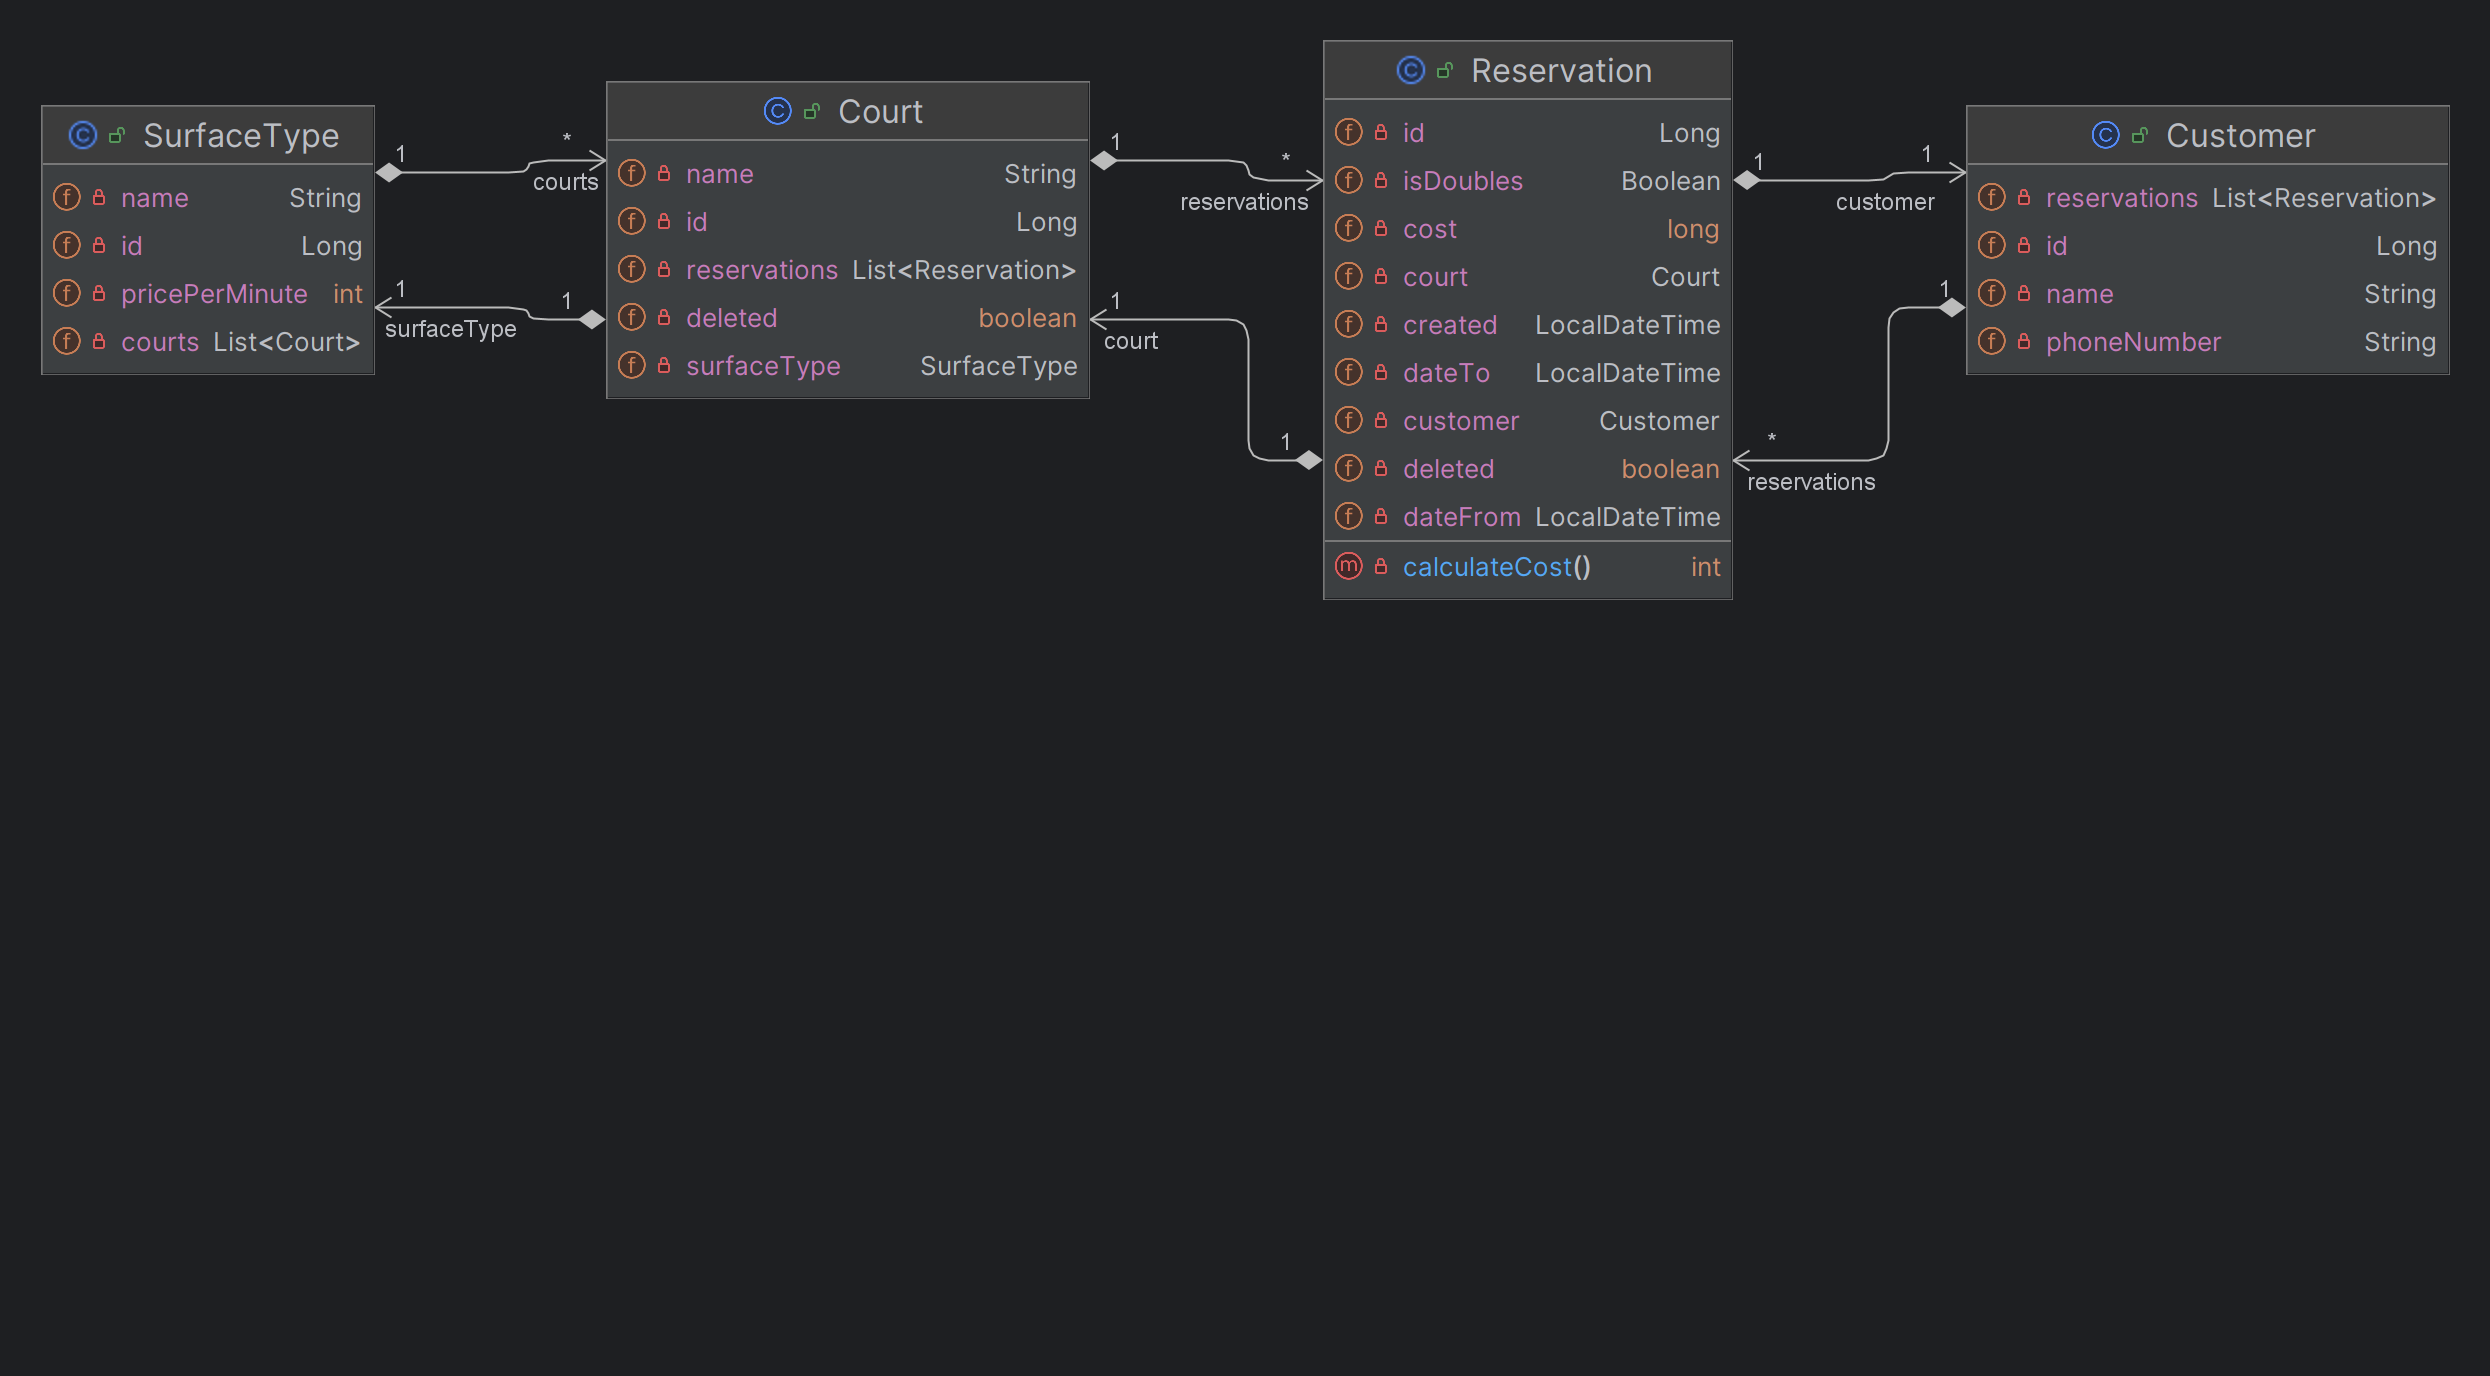 SurfaceType
name String
id Long
pricePerMinute int
courts List<Court>
1
*
courts
1
surfaceType
1
Court
name String
id Long
reservations List<Reservation>
deleted boolean
surfaceType SurfaceType
1
*
reservations
1
court
1
Reservation
id Long
isDoubles Boolean
cost long
court Court
created LocalDateTime
dateTo LocalDateTime
customer Customer
deleted boolean
dateFrom LocalDateTime
calculateCost() int
1
1
customer
1
*
reservations
Customer
reservations List<Reservation>
id Long
name String
phoneNumber String